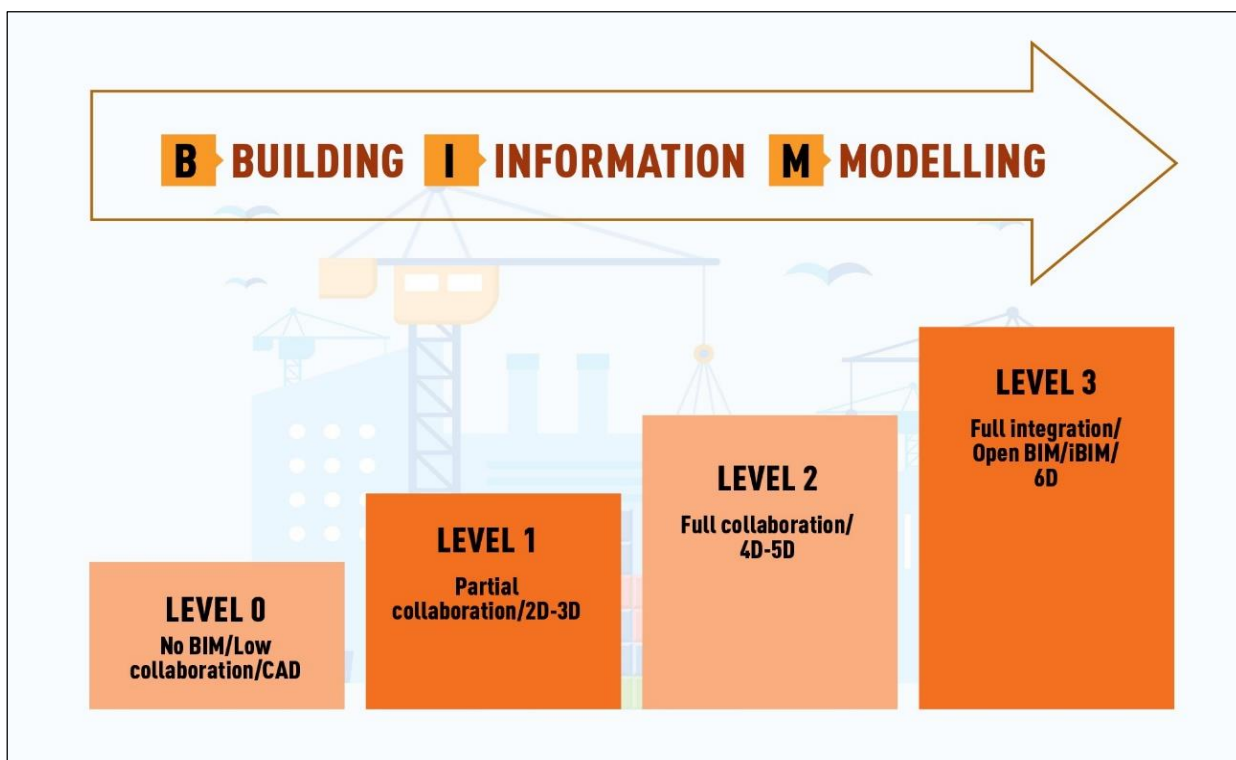 B BUILDING I INFORMATION M MODELLING
LEVEL 0
No BIM/Low
collaboration/CAD
LEVEL 1
Partial
collaboration/2D-3D
LEVEL 2
Full collaboration/
4D-5D
LEVEL 3
Full integration/
Open BIM/iBIM/
6D